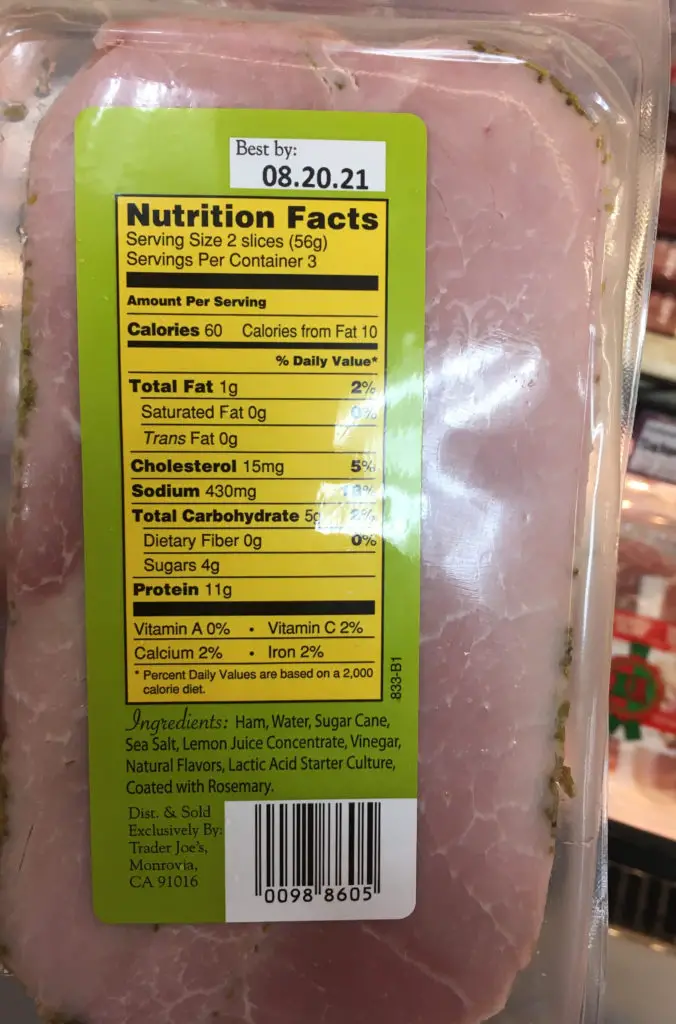 Best by:
08.20.21
Nutrition Facts
Serving Size 2 slices (56g)
Servings Per Container 3
Amount Per Serving
Calories 60 Calories from Fat 10
% Daily Value*
Total Fat 1g 2%
Saturated Fat 0g 0%
Trans Fat 0g
Cholesterol 15mg 5%
Sodium 430mg 18%
Total Carbohydrate 5g 2%
Dietary Fiber 0g 0%
Sugars 4g
Protein 11g
Vitamin A 0% • Vitamin C 2%
Calcium 2% • Iron 2%
* Percent Daily Values are based on a 2,000
calorie diet.
833-B1
Ingredients: Ham, Water, Sugar Cane,
Sea Salt, Lemon Juice Concentrate, Vinegar,
Natural Flavors, Lactic Acid Starter Culture,
Coated with Rosemary.
Dist. & Sold
Exclusively By:
Trader Joe's,
Monrovia,
CA 91016
0098 8605